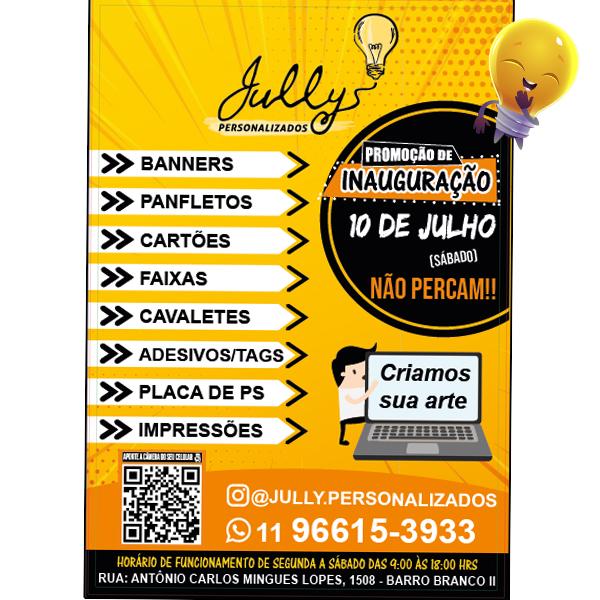 Jullys
PERSONALIZADOS
BANNERS
PANFLETOS
CARTÕES
FAIXAS
CAVALETES
ADESIVOS/TAGS
PLACA DE PS
IMPRESSÕES
PROMOÇÃO DE
INAUGURAÇÃO
10 DE JULHO
(SÁBADO)
NÃO PERCAM!!
Criamos
sua arte
APONTE A CÂMERA DO SEU CELULAR
@JULLY.PERSONALIZADOS
11 96615-3933
HORÁRIO DE FUNCIONAMENTO DE SEGUNDA A SÁBADO DAS 9:00 ÀS 18:00 HRS
RUA: ANTÔNIO CARLOS MINGUES LOPES, 1508 - BARRO BRANCO II